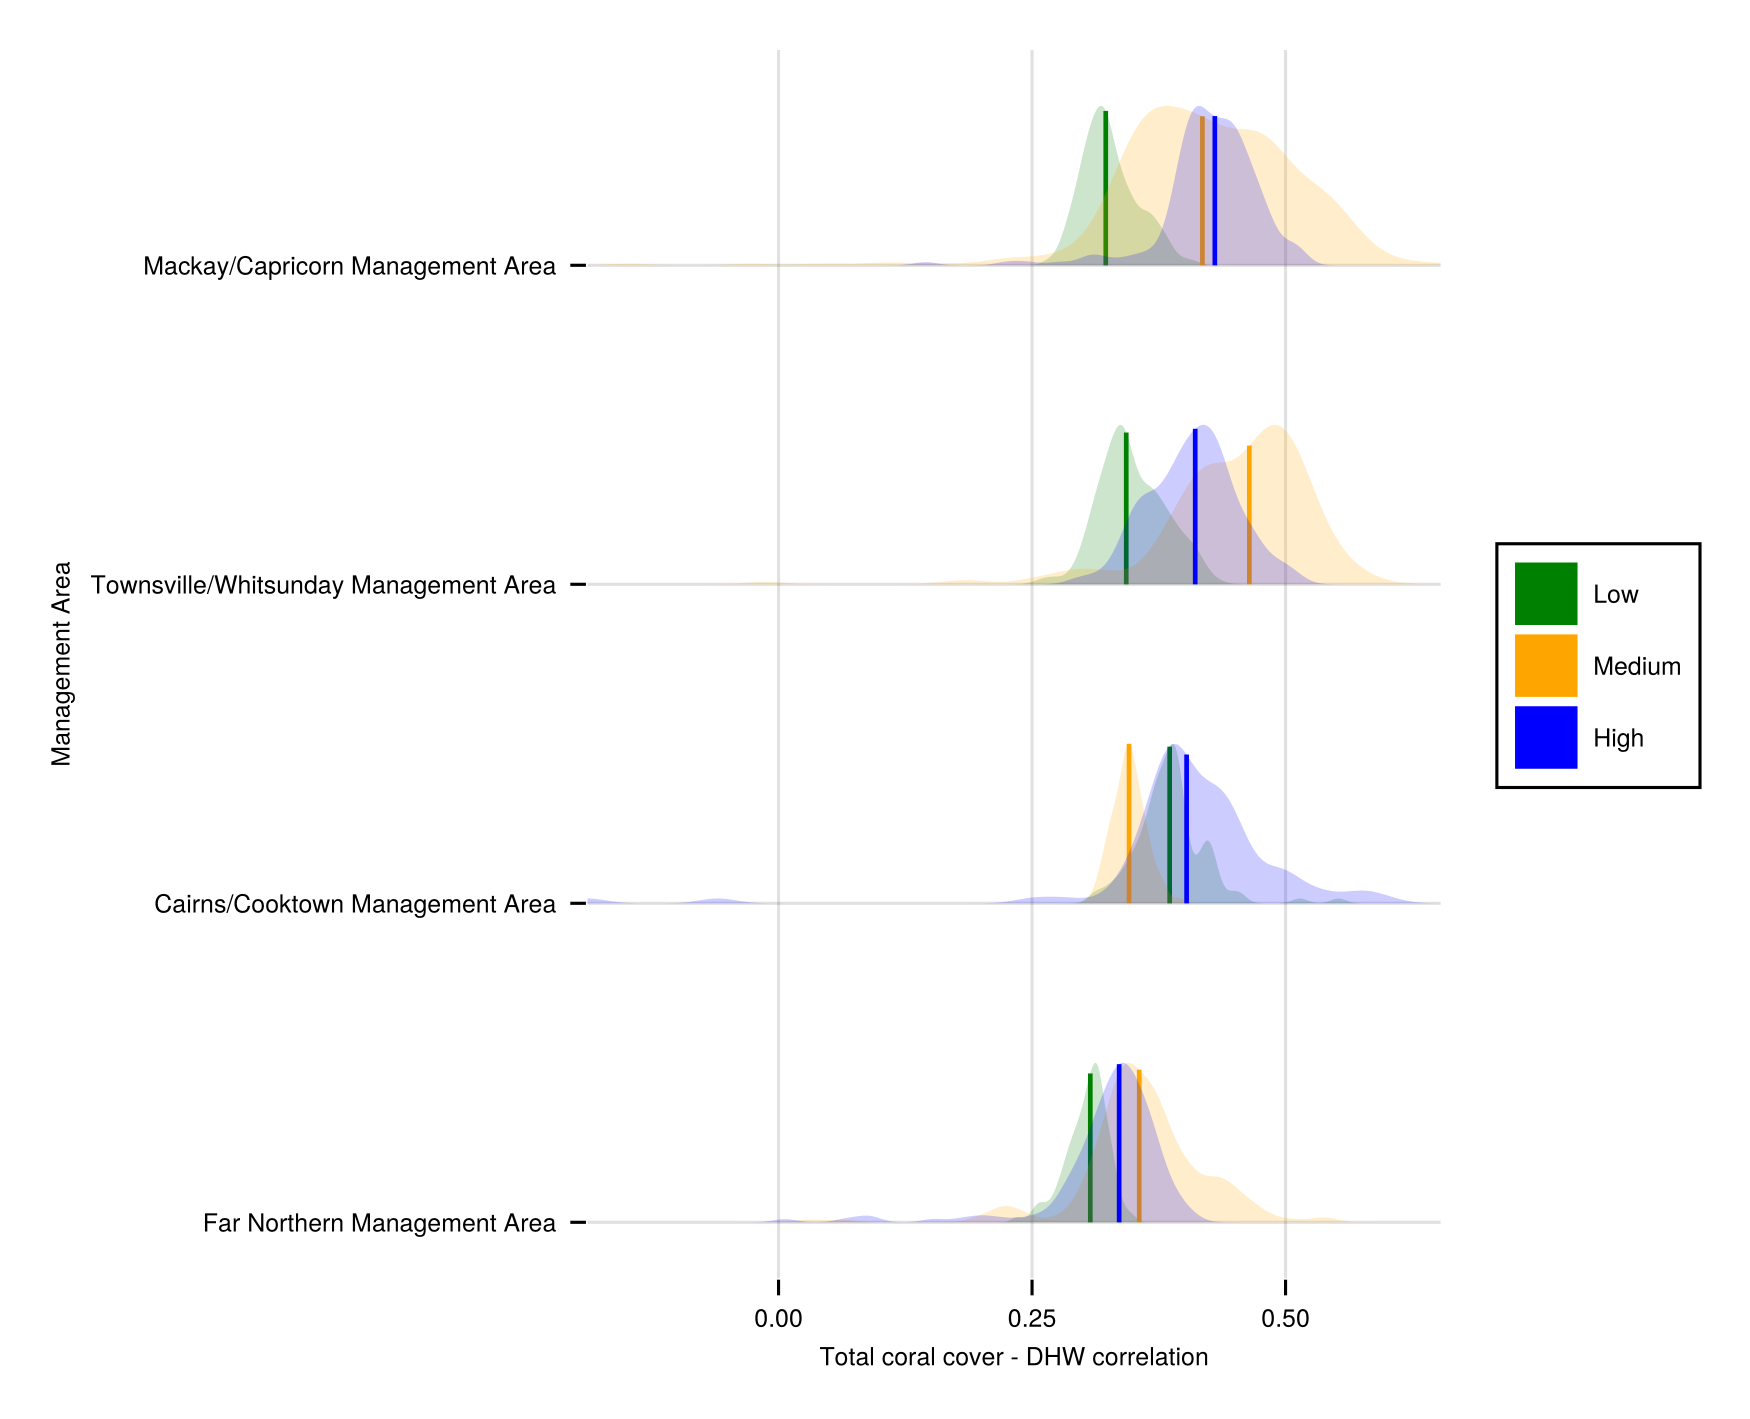 Mackay/Capricorn Management Area
Townsville/Whitsunday Management Area
Cairns/Cooktown Management Area
Far Northern Management Area
Management Area
0.00 0.25 0.50
Total coral cover - DHW correlation
Low
Medium
High